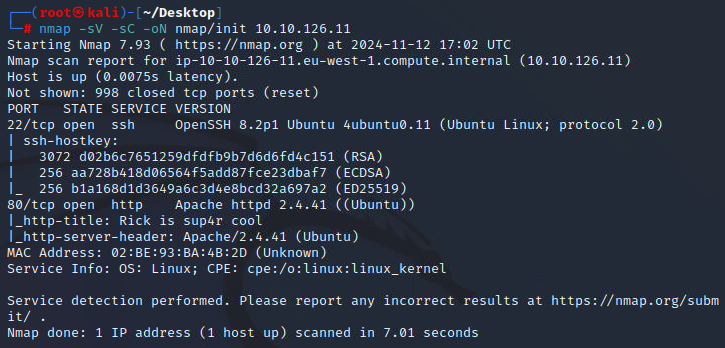 ┌──(root㉿kali)-[~/Desktop]
└─# nmap -sV -sC -oN nmap/init 10.10.126.11
Starting Nmap 7.93 ( https://nmap.org ) at 2024-11-12 17:02 UTC
Nmap scan report for ip-10-10-126-11.eu-west-1.compute.internal (10.10.126.11)
Host is up (0.0075s latency).
Not shown: 998 closed tcp ports (reset)
PORT   STATE SERVICE VERSION
22/tcp open  ssh     OpenSSH 8.2p1 Ubuntu 4ubuntu0.11 (Ubuntu Linux; protocol 2.0)
| ssh-hostkey:
|   3072 d02b6c7651259dfdfb9b7d6d6fd4c151 (RSA)
|   256 aa728b418d06564f5add87fce23dbaf7 (ECDSA)
|_  256 b1a168d1d3649a6c3d4e8bcd32a697a2 (ED25519)
80/tcp open  http    Apache httpd 2.4.41 ((Ubuntu))
|_http-title: Rick is sup4r cool
|_http-server-header: Apache/2.4.41 (Ubuntu)
MAC Address: 02:BE:93:BA:4B:2D (Unknown)
Service Info: OS: Linux; CPE: cpe:/o:linux:linux_kernel

Service detection performed. Please report any incorrect results at https://nmap.org/subm
it/ .
Nmap done: 1 IP address (1 host up) scanned in 7.01 seconds